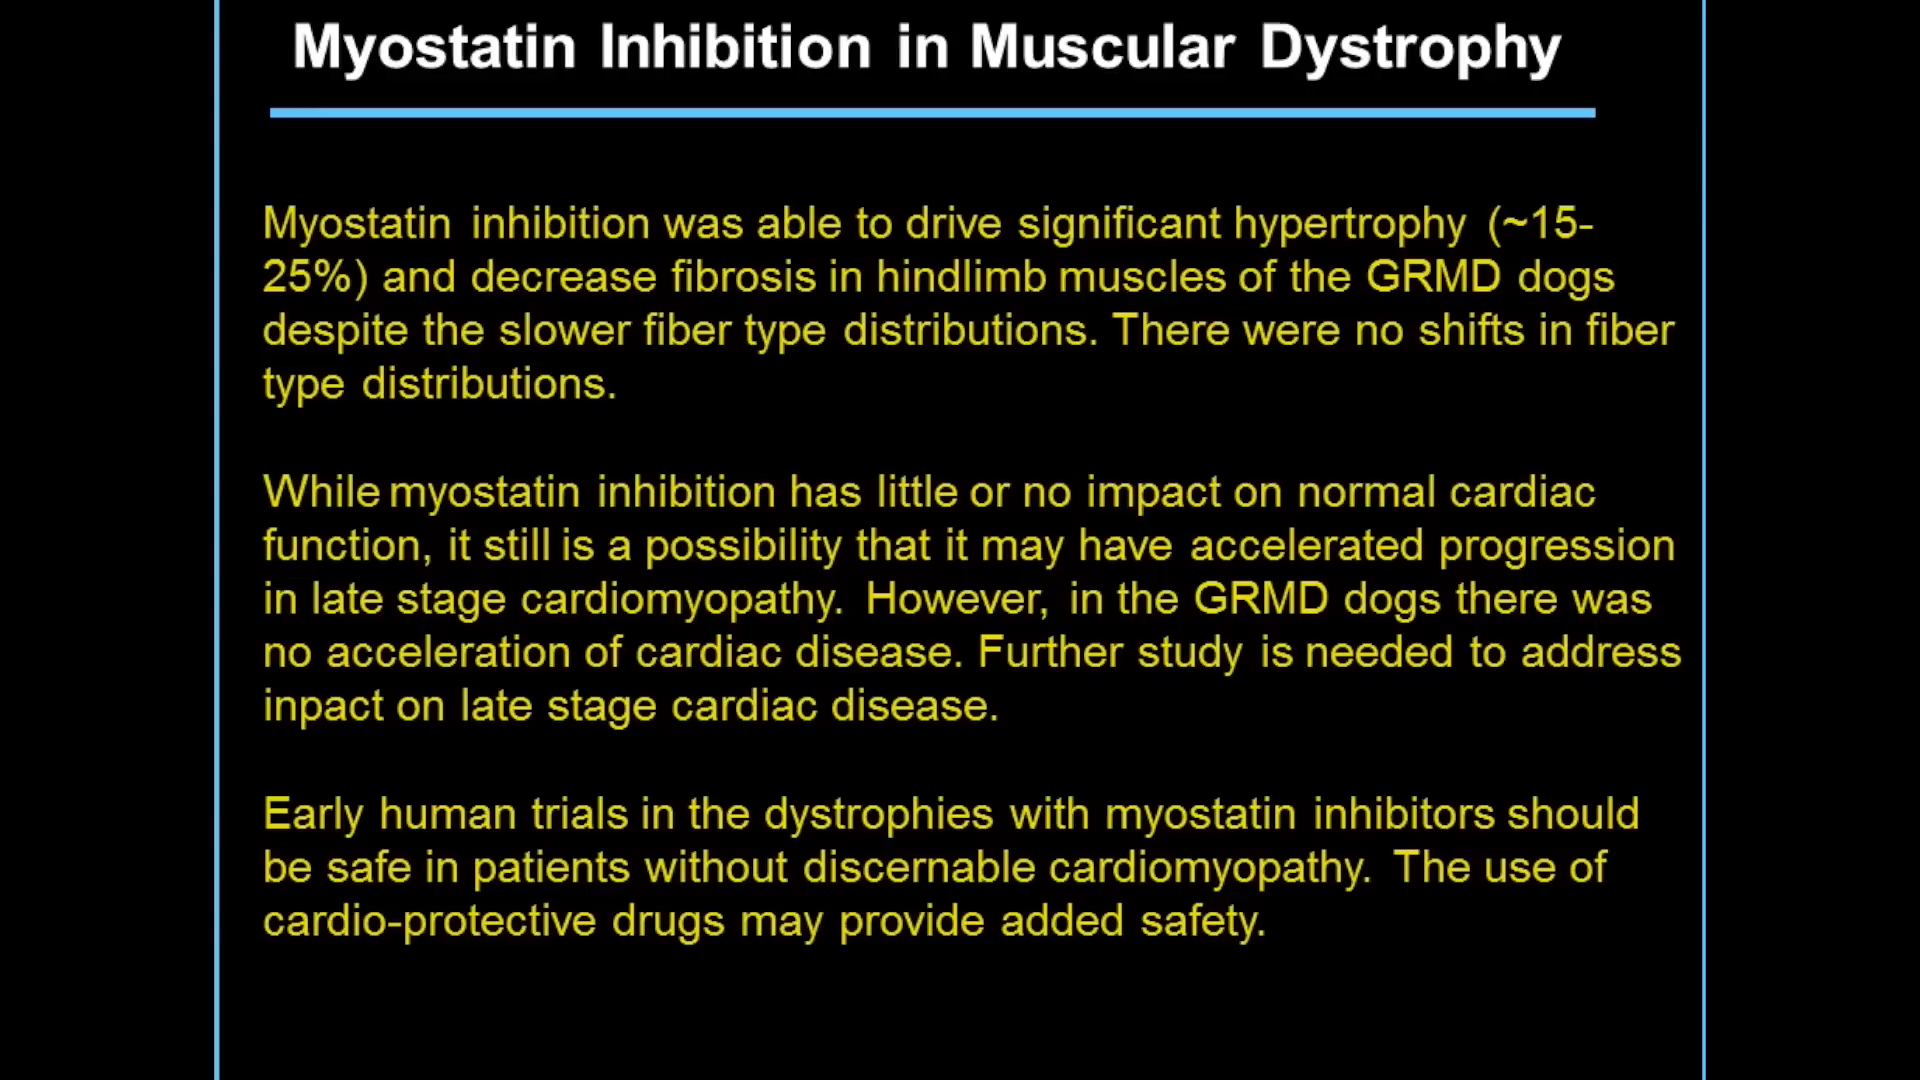 Myostatin Inhibition in Muscular Dystrophy
Myostatin inhibition was able to drive significant hypertrophy (~15-
25%) and decrease fibrosis in hindlimb muscles of the GRMD dogs
despite the slower fiber type distributions. There were no shifts in fiber
type distributions.
While myostatin inhibition has little or no impact on normal cardiac
function, it still is a possibility that it may have accelerated progression
in late stage cardiomyopathy. However, in the GRMD dogs there was
no acceleration of cardiac disease. Further study is needed to address
inpact on late stage cardiac disease.
Early human trials in the dystrophies with myostatin inhibitors should
be safe in patients without discernable cardiomyopathy. The use of
cardio-protective drugs may provide added safety.